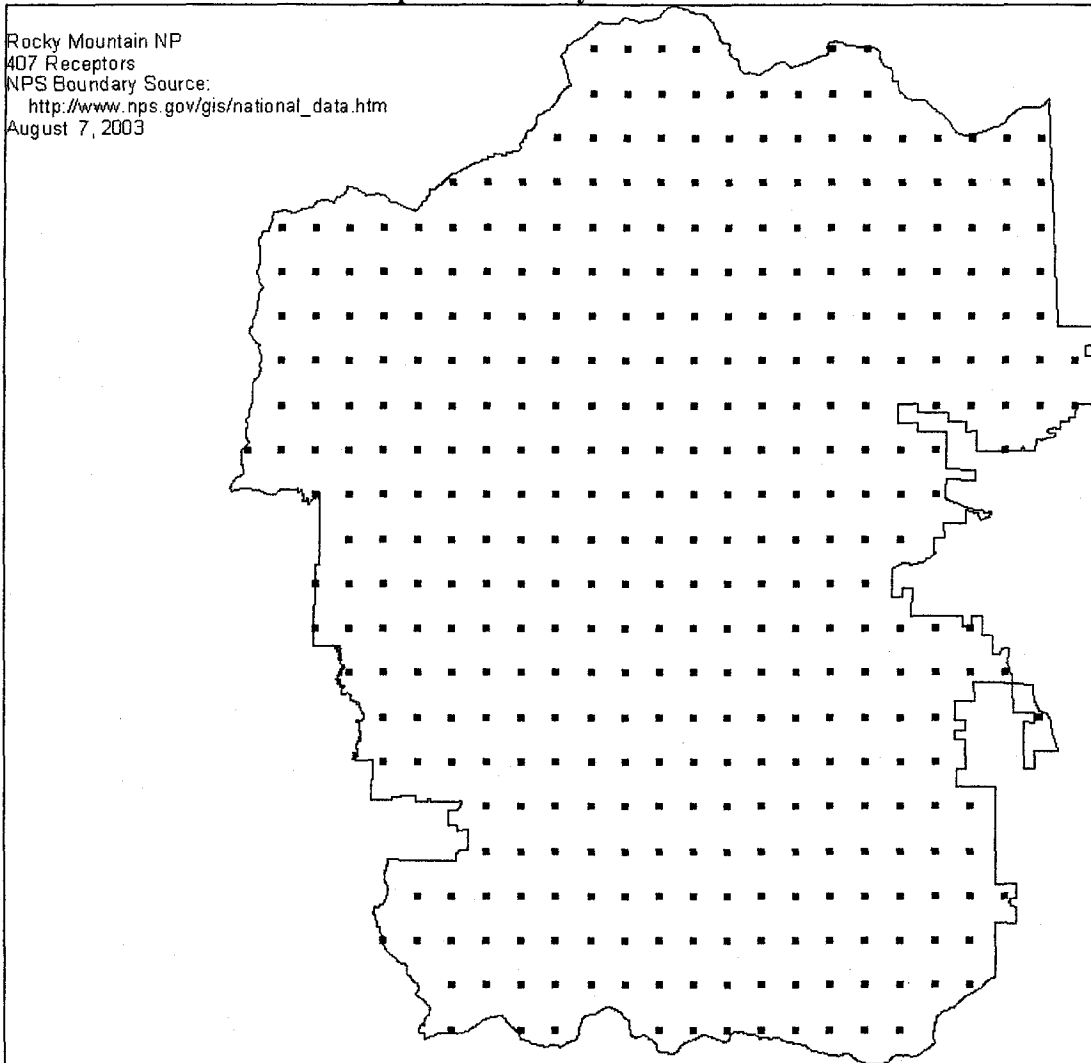 Rocky Mountain NP
407 Receptors
NPS Boundary Source:
http://www.nps.gov/gis/national_data.htm
August 7, 2003